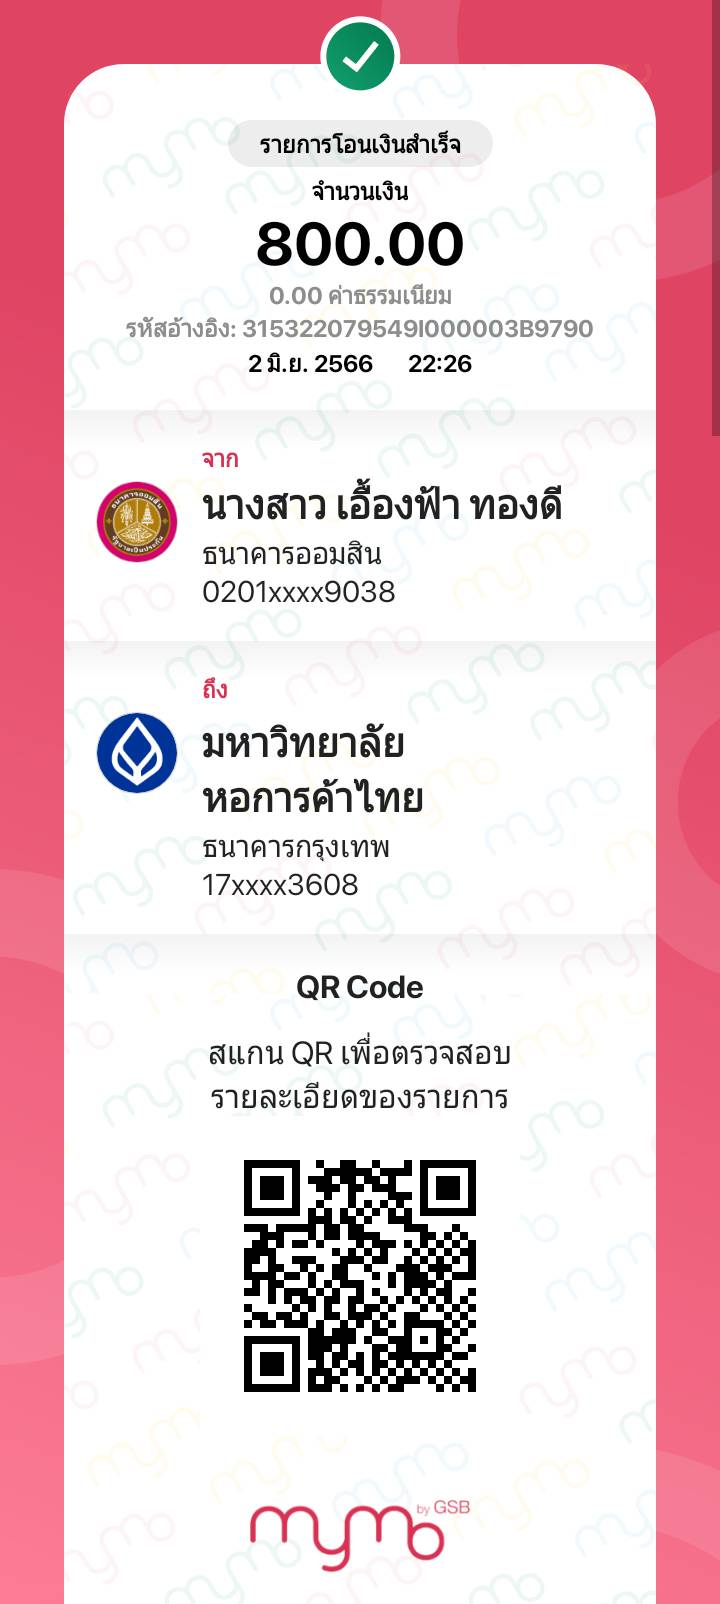 รายการโอนเงินสำเร็จ
จำนวนเงิน
800.00
0.00 ค่าธรรมเนียม
รหัสอ้างอิง: 315322079549I000003B9790
2 มิ.ย. 2566 22:26
จาก
นางสาว เอื้องฟ้า ทองดี
ธนาคารออมสิน
0201xxxx9038
ถึง
มหาวิทยาลัย
หอการค้าไทย
ธนาคารกรุงเทพ
17xxxx3608
QR Code
สแกน QR เพื่อตรวจสอบ
รายละเอียดของรายการ
mymo by GSB